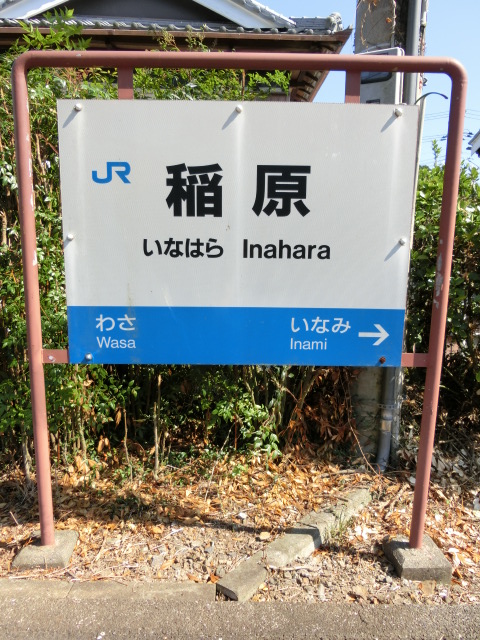 JR 稲原
いなはら Inahara
わさ いなみ →
Wasa Inami